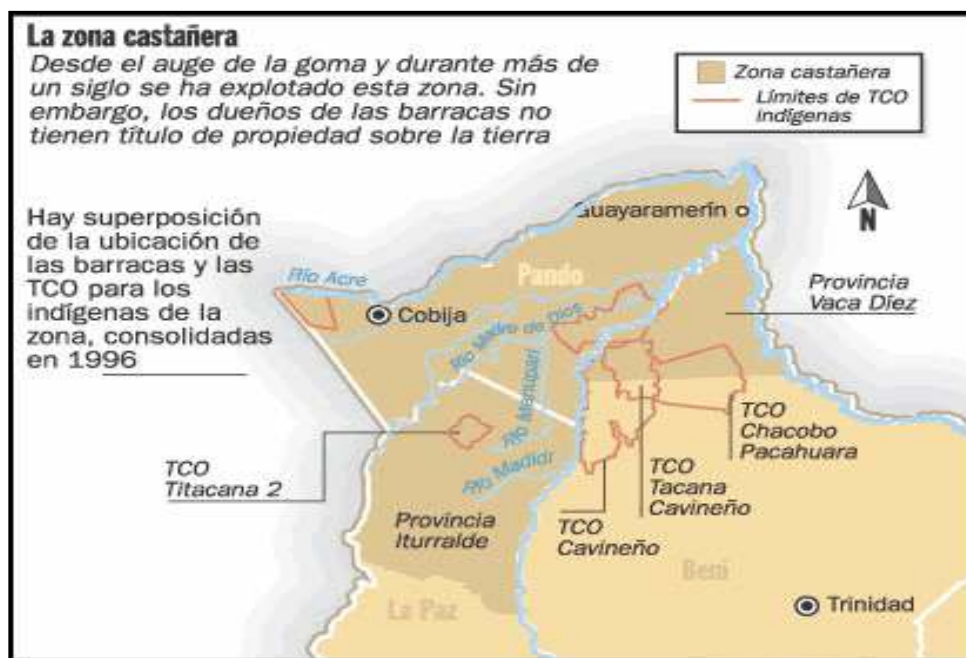 La zona castañera
Desde el auge de la goma y durante más de
un siglo se ha explotado esta zona. Sin
embargo, los dueños de las barracas no
tienen título de propiedad sobre la tierra
Zona castañera
Límites de TCO
indígenas
Hay superposición
de la ubicación de
las barracas y las
TCO para los
indígenas de la
zona, consolidadas
en 1996
N
Guayaramerín
Pando
Río Acre
Cobija
Provincia
Vaca Díez
Río Madre de Dios
Río Manupari
Río Madidi
TCO
Titacana 2
TCO
Chacobo
Pacahuara
TCO
Tacana
Cavineño
TCO
Cavineño
Provincia
Iturralde
Beni
La Paz
Trinidad